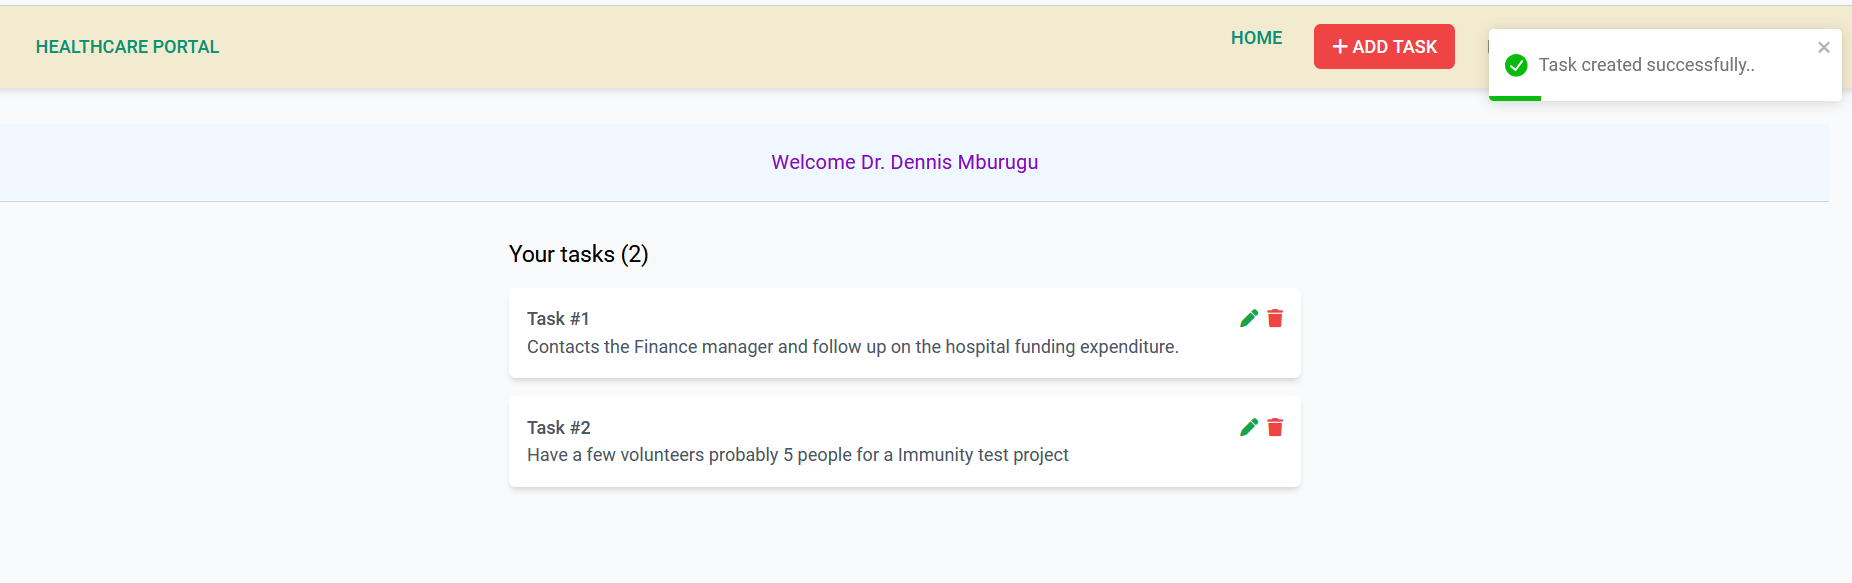 HEALTHCARE PORTAL
HOME
ADD TASK
Task created successfully..
Welcome Dr. Dennis Mburugu
Your tasks (2)
Task #1
Contacts the Finance manager and follow up on the hospital funding expenditure.
Task #2
Have a few volunteers probably 5 people for a Immunity test project